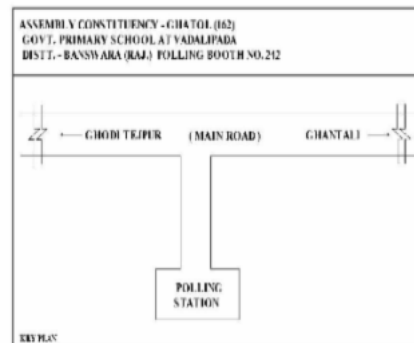 ASSEMBLY CONSTITUENCY - GHATOL (162)
GOVT. PRIMARY SCHOOL AT VADALIPADA
DISTT. - BANSWARA (RAJ.) POLLING BOOTH NO. 242
GHODI TEJPUR (MAIN ROAD) GHANTALI
POLLING
STATION
KEY PLAN